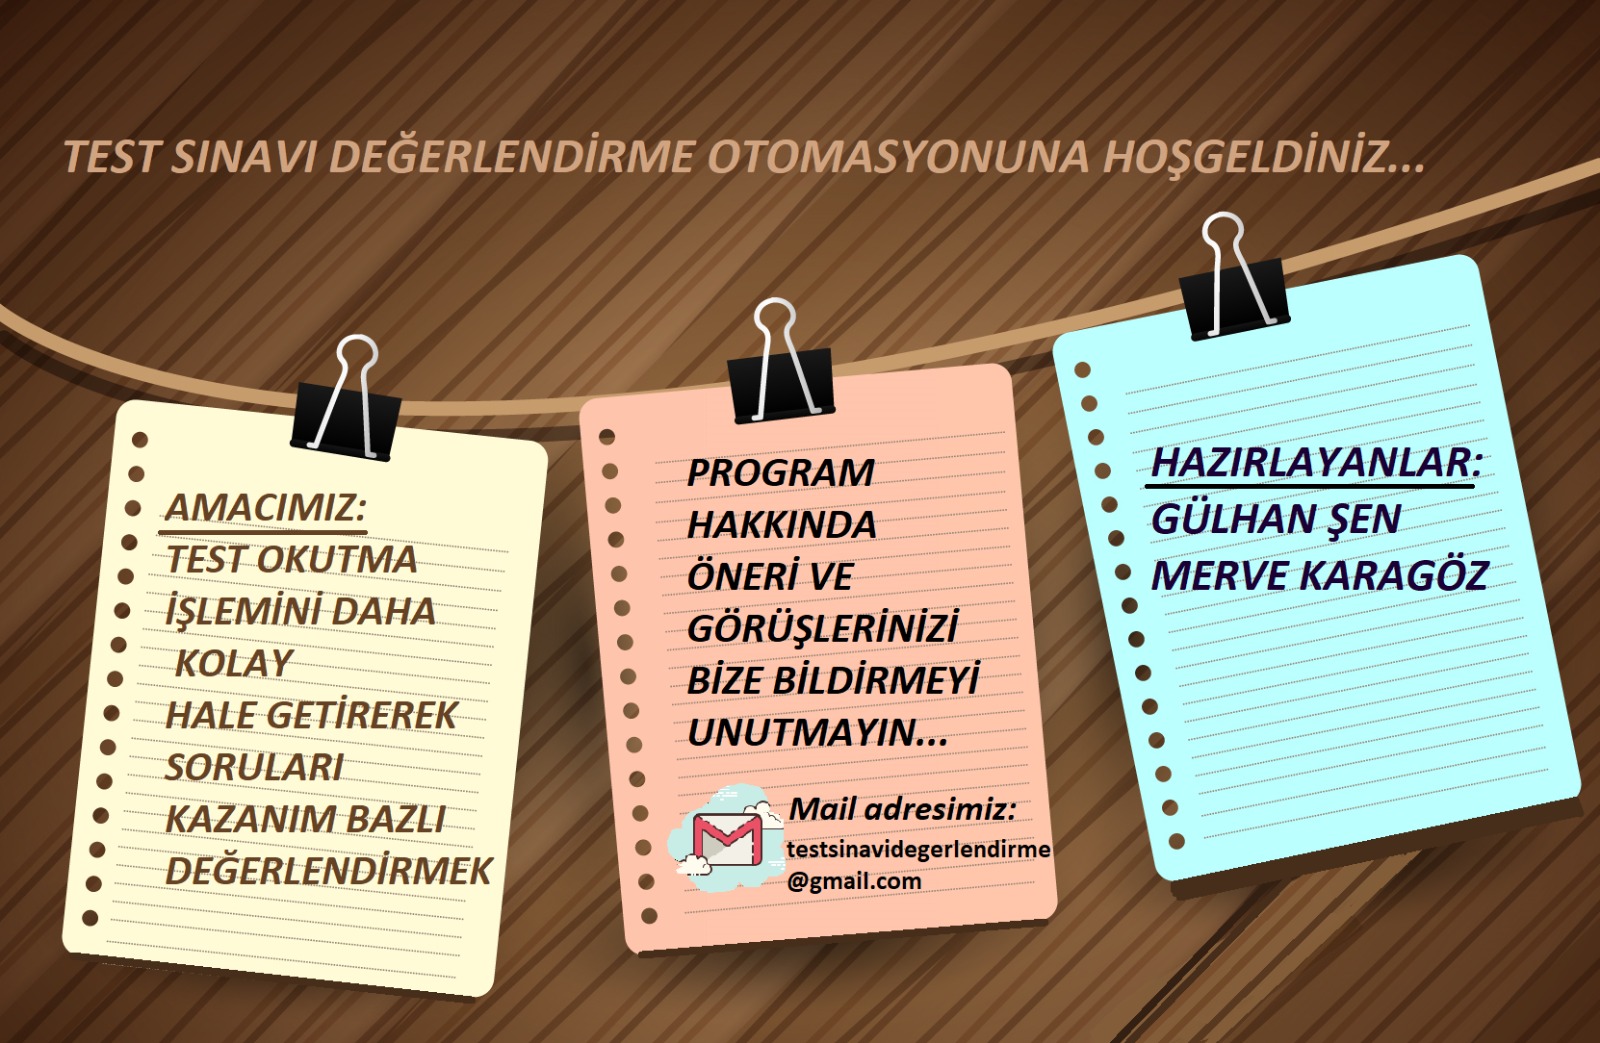 TEST SINAVI DEĞERLENDİRME OTOMASYONUNA HOŞGELDİNİZ...
AMACIMIZ:
TEST OKUTMA
İŞLEMİNİ DAHA
KOLAY
HALE GETİREREK
SORULARI
KAZANIM BAZLI
DEĞERLENDİRMEK
PROGRAM
HAKKINDA
ÖNERİ VE
GÖRÜŞLERİNİZİ
BİZE BİLDİRMEYİ
UNUTMAYIN...
Mail adresimiz:
testsinavidegerlendirme
@gmail.com
HAZIRLAYANLAR:
GÜLHAN ŞEN
MERVE KARAGÖZ